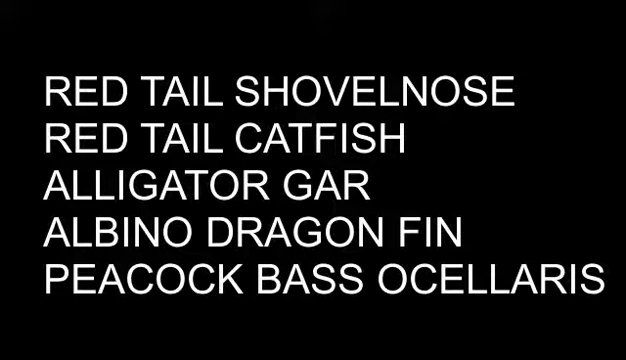 RED TAIL SHOVELNOSE
RED TAIL CATFISH
ALLIGATOR GAR
ALBINO DRAGON FIN
PEACOCK BASS OCELLARIS